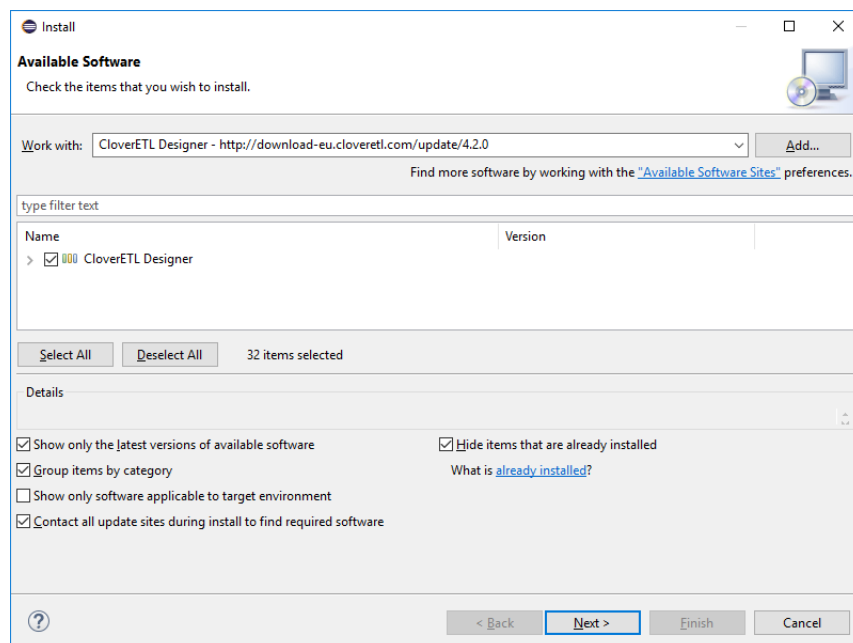 Install
Available Software
Check the items that you wish to install.
Work with: CloverETL Designer - http://download-eu.cloveretl.com/update/4.2.0 Add...
Find more software by working with the "Available Software Sites" preferences.
type filter text
Name Version
CloverETL Designer
Select All Deselect All 32 items selected
Details
Show only the latest versions of available software Hide items that are already installed
Group items by category What is already installed?
Show only software applicable to target environment
Contact all update sites during install to find required software
? < Back Next > Finish Cancel